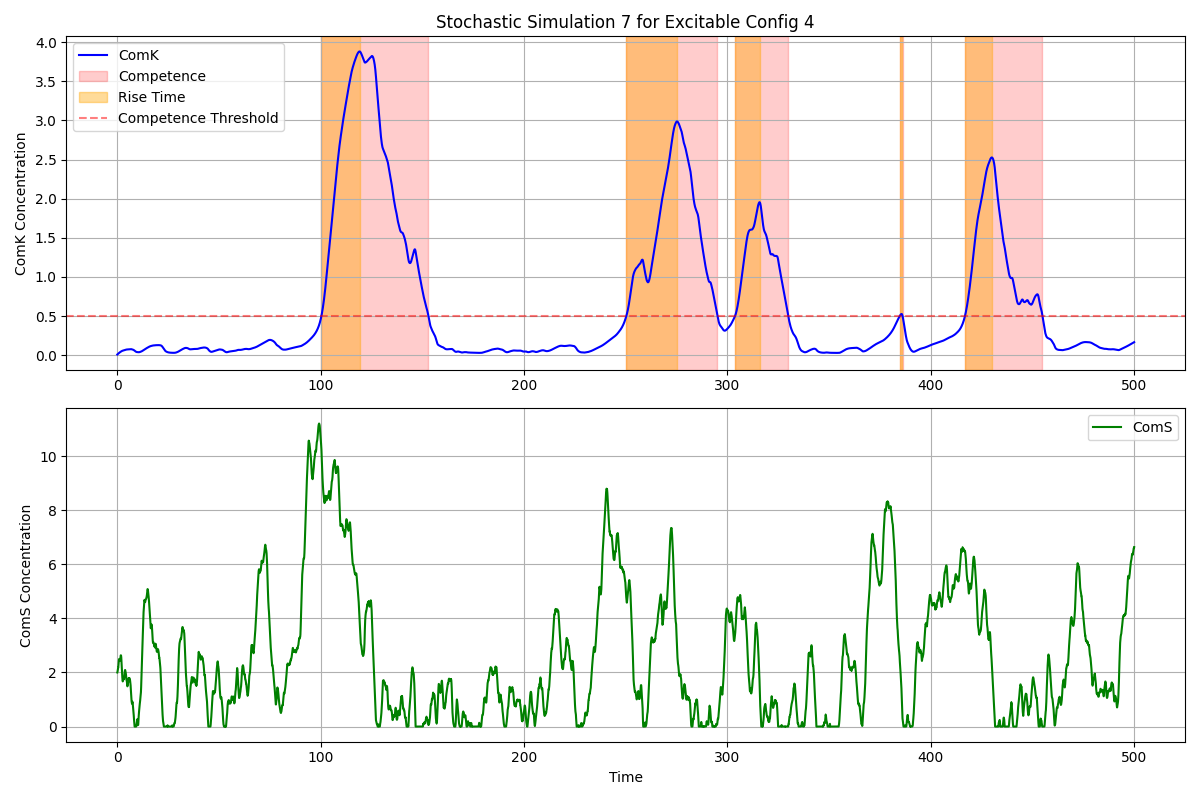 Stochastic Simulation 7 for Excitable Config 4
ComK Concentration
4.0
3.5
3.0
2.5
2.0
1.5
1.0
0.5
0.0
ComK
Competence
Rise Time
Competence Threshold
0 100 200 300 400 500
ComS Concentration
10
8
6
4
2
0
ComS
0 100 200 300 400 500
Time